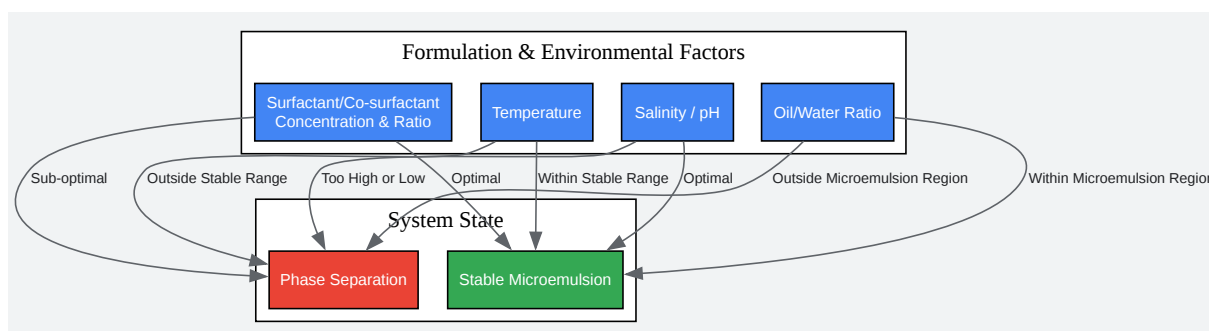 Formulation & Environmental Factors
Surfactant/Co-surfactant
Concentration & Ratio
Temperature
Salinity / pH
Oil/Water Ratio
Sub-optimal
Outside Stable Range
Too High or Low
Optimal
Within Stable Range
Optimal
Outside Microemulsion Region
Within Microemulsion Region
System State
Phase Separation
Stable Microemulsion